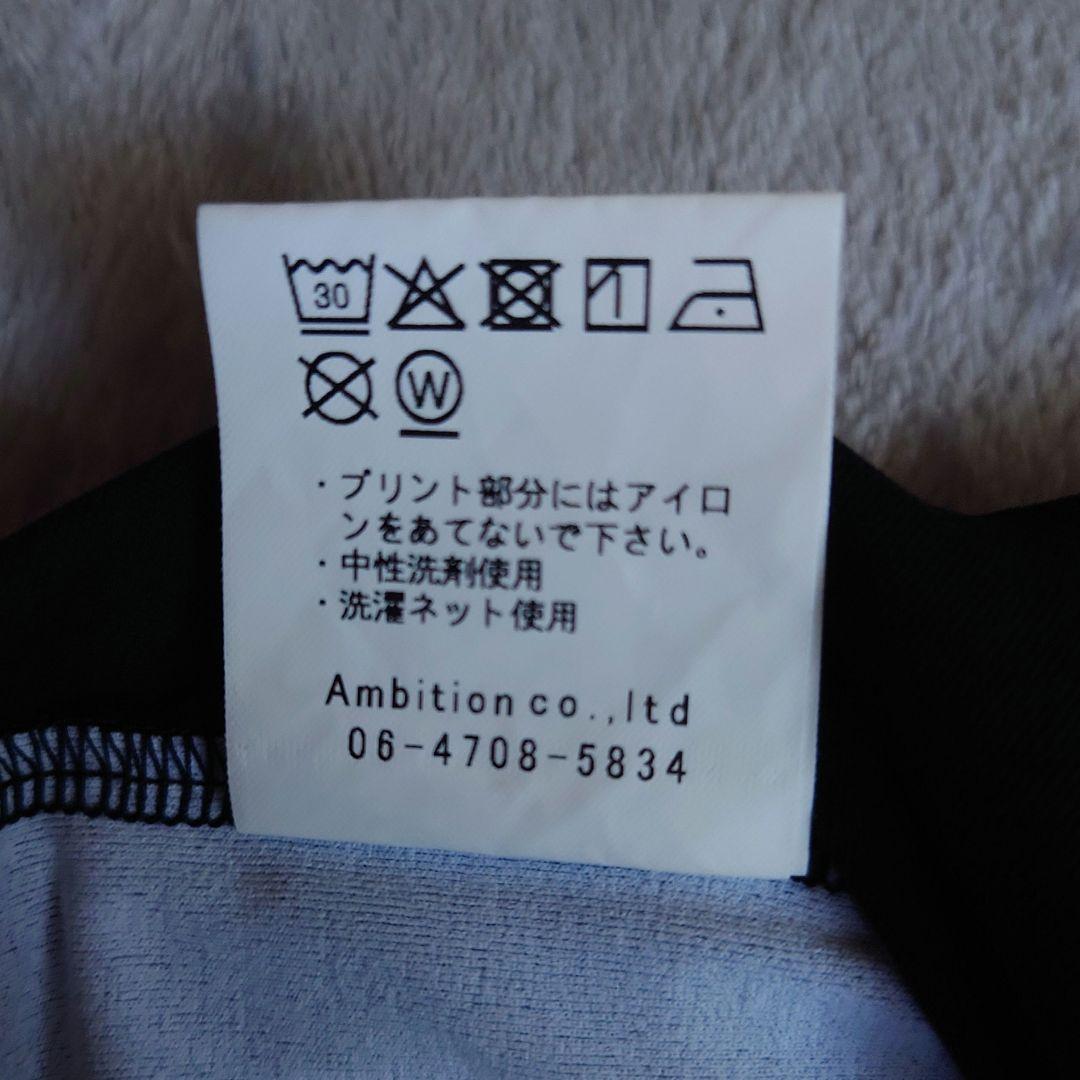 30
W
・プリント部分にはアイロ
ンをあてないで下さい。
・中性洗剤使用
・洗濯ネット使用
Ambition co.,ltd
06-4708-5834